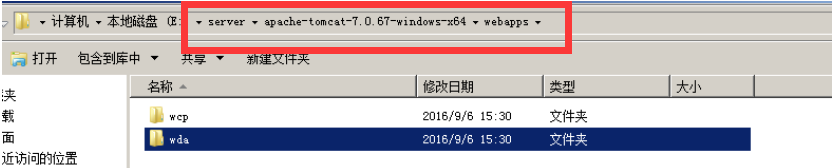 计算机 本地磁盘 (E: server apache-tomcat-7.0.67-windows-x64 webapps
打开 包含到库中 共享 新建文件夹
名称 修改日期 类型 大小
夹
载 wcp 2016/9/6 15:30 文件夹
面 wda 2016/9/6 15:30 文件夹
近访问的位置